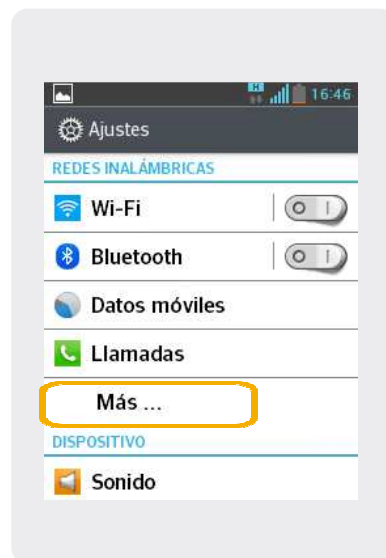 16:46
Ajustes
REDES INALÁMBRICAS
Wi-Fi
Bluetooth
Datos móviles
Llamadas
Más ...
DISPOSITIVO
Sonido